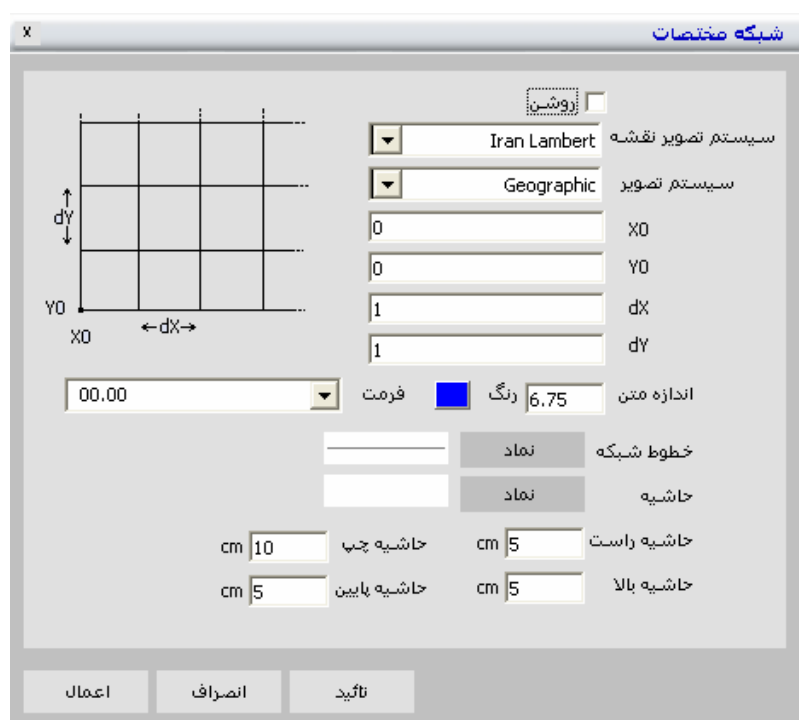 شبکه مختصات X
روشن
سیستم تصویر نقشه Iran Lambert
سیستم تصویر Geographic
X0 0
Y0 0
dX 1
dY 1
dY
Y0
X0
←dX→
اندازه متن 6.75 رنگ فرمت 00.00
خطوط شبکه نماد
حاشیه نماد
حاشیه راست 5 cm حاشیه چپ 10 cm
حاشیه بالا 5 cm حاشیه پایین 5 cm
تائید انصراف اعمال